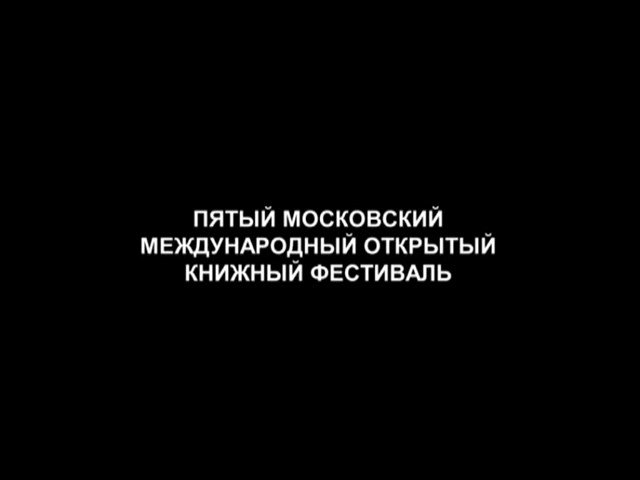 ПЯТЫЙ МОСКОВСКИЙ
МЕЖДУНАРОДНЫЙ ОТКРЫТЫЙ
КНИЖНЫЙ ФЕСТИВАЛЬ